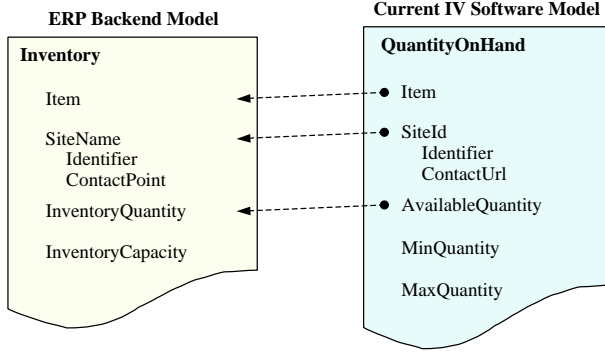 ERP Backend Model
Inventory
Item
SiteName
Identifier
ContactPoint
InventoryQuantity
InventoryCapacity
Current IV Software Model
QuantityOnHand
Item
SiteId
Identifier
ContactUrl
AvailableQuantity
MinQuantity
MaxQuantity